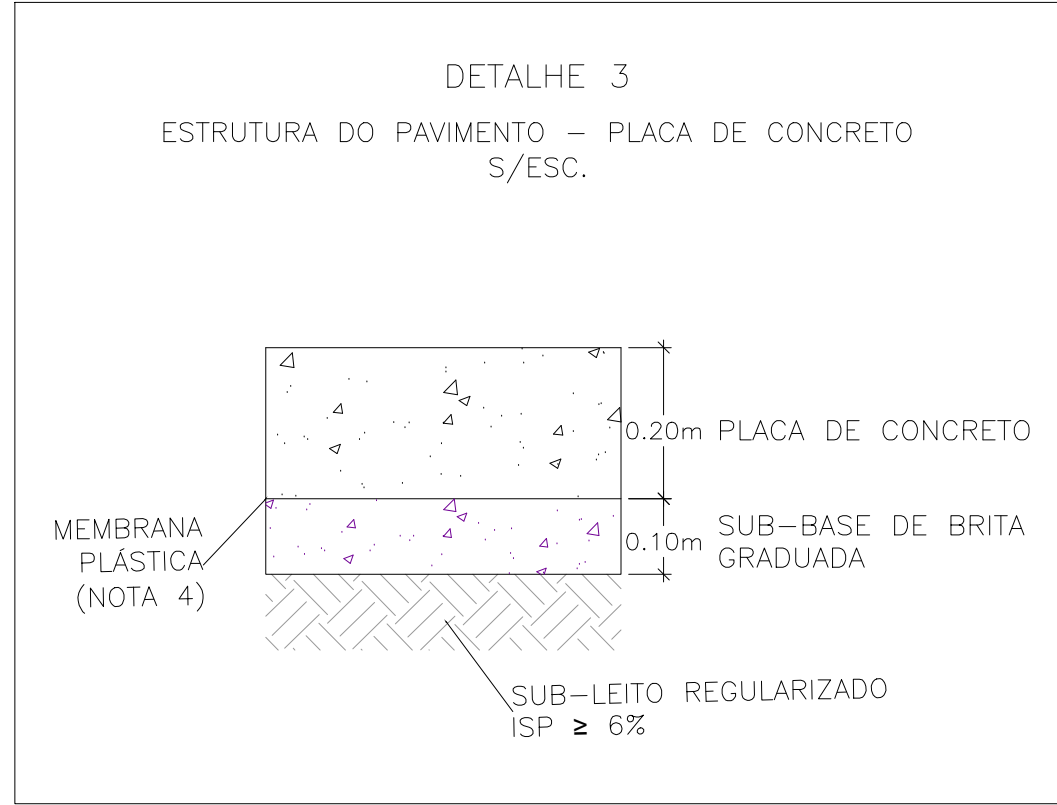 DETALHE 3
ESTRUTURA DO PAVIMENTO – PLACA DE CONCRETO
S/ESC.
0.20m PLACA DE CONCRETO
MEMBRANA
PLÁSTICA
(NOTA 4)
0.10m SUB–BASE DE BRITA
GRADUADA
SUB–LEITO REGULARIZADO
ISP ≥ 6%